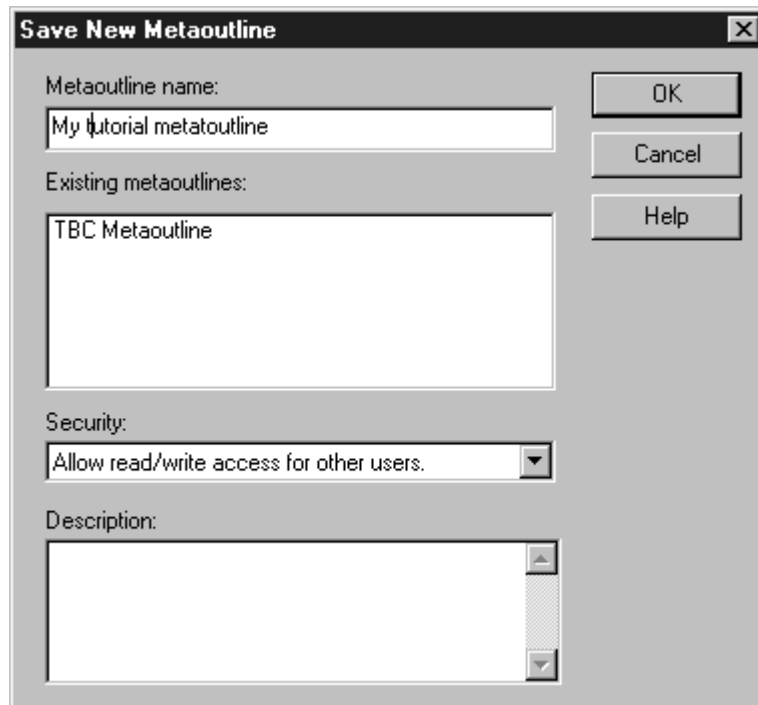 Save New Metaoutline
Metaoutline name:
My tutorial metatoutline
Existing metaoutlines:
TBC Metaoutline
Security:
Allow read/write access for other users.
Description:
OK
Cancel
Help